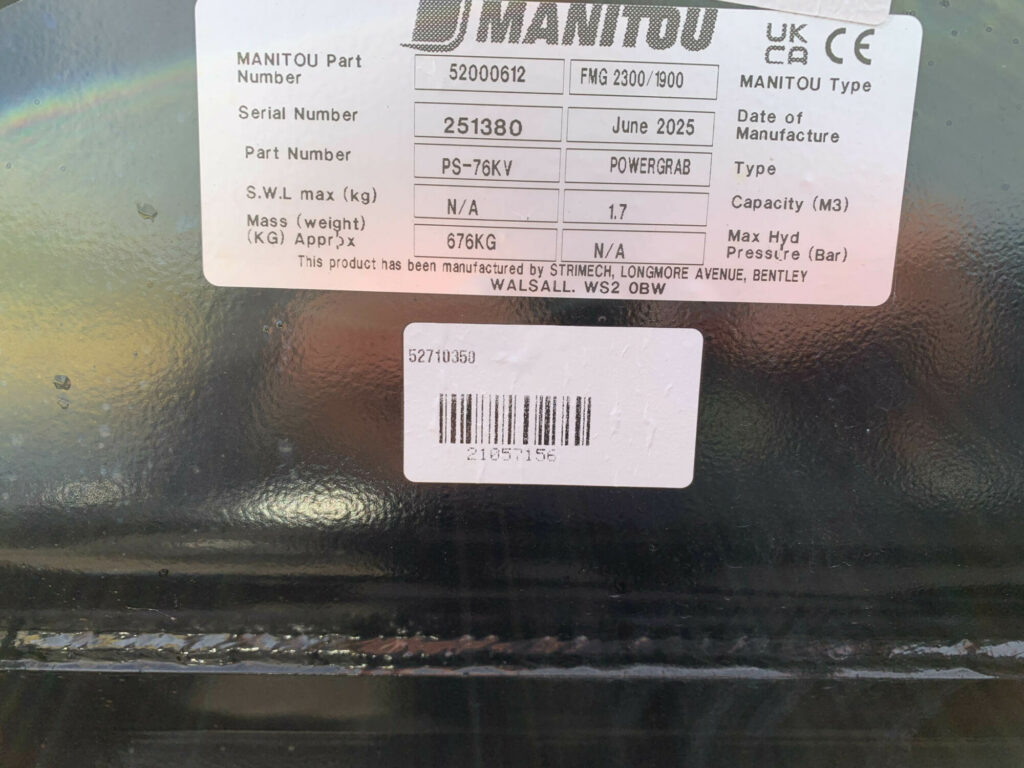 MANITOU UK CA CE
MANITOU Part Number 52000612 FMG 2300/1900 MANITOU Type
Serial Number 251380 June 2025 Date of Manufacture
Part Number PS-76KV POWERGRAB Type
S.W.L max (kg) N/A 1.7 Capacity (M3)
Mass (weight) (KG) Apprpx 676KG N/A Max Hyd Pressure (Bar)
This product has been manufactured by STRIMECH, LONGMORE AVENUE, BENTLEY
WALSALL. WS2 0BW
52710350
21057156